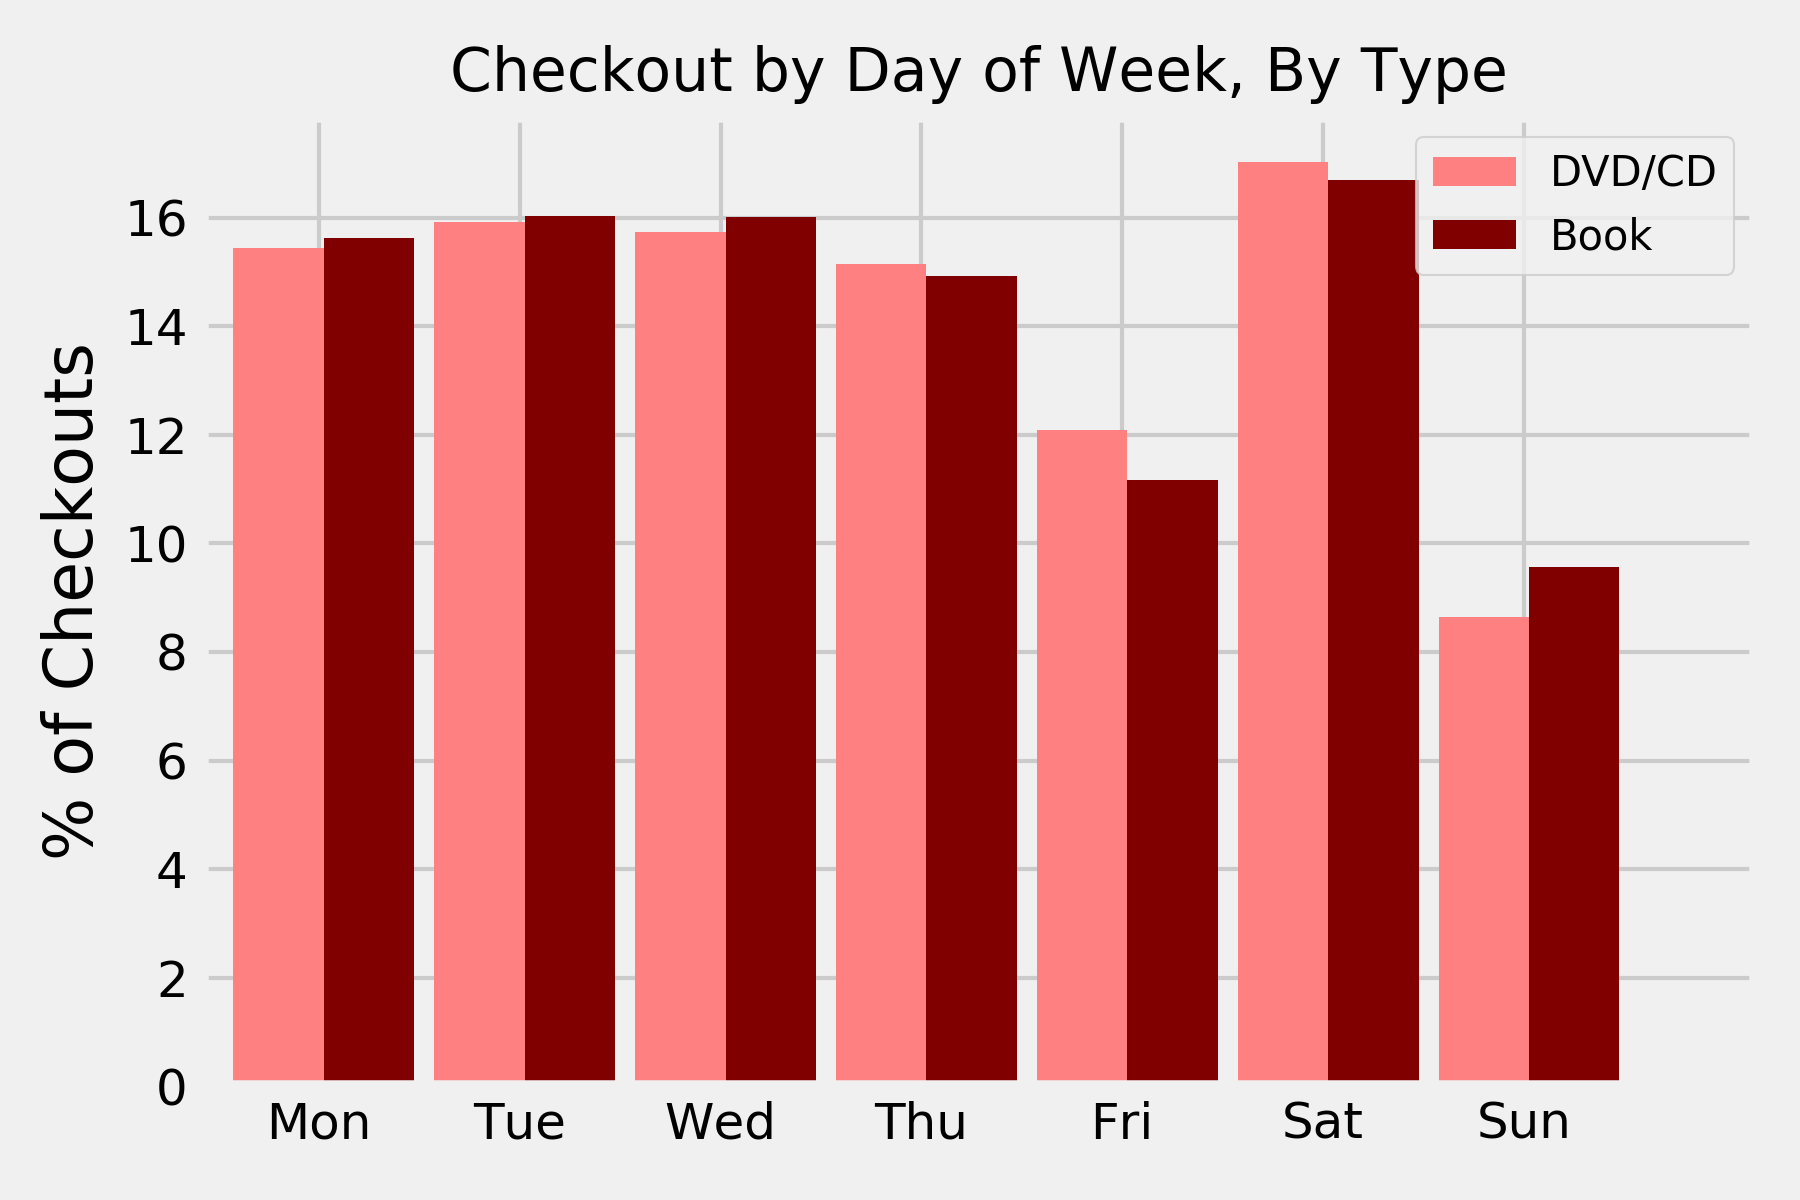 Checkout by Day of Week, By Type
DVD/CD
Book
% of Checkouts
16
14
12
10
8
6
4
2
0
Mon Tue Wed Thu Fri Sat Sun